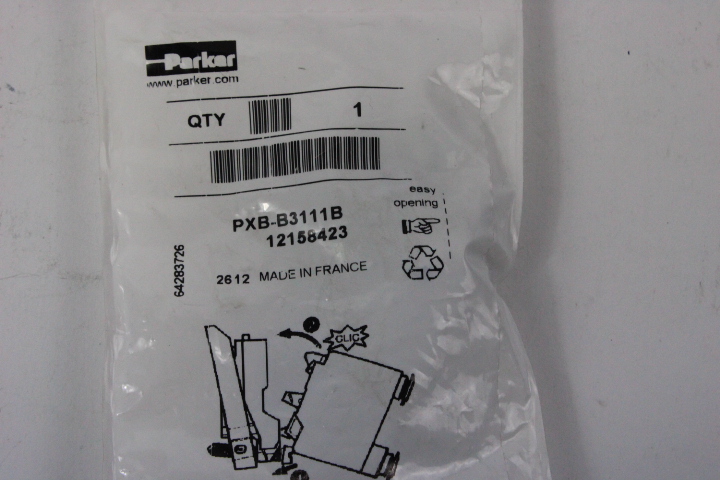 Parker
www.parker.com
QTY 1
PXB-B3111B
12158423
easy
opening
64283726
2612 MADE IN FRANCE
CLIC